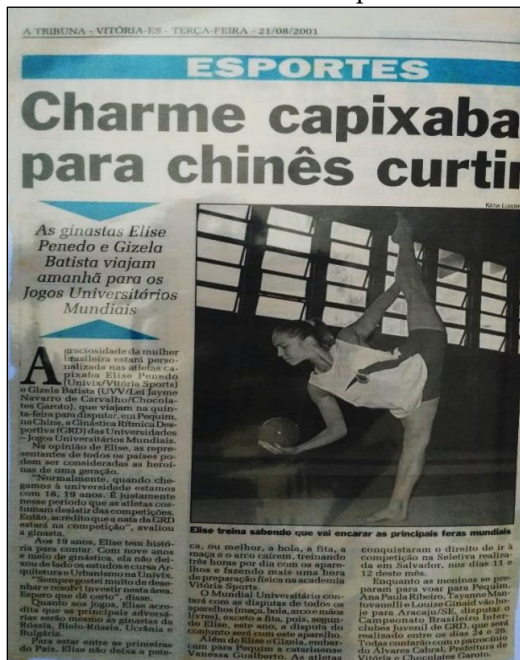 A TRIBUNA - VITÓRIA-ES - TERÇA-FEIRA - 21/08/2001
ESPORTES
Charme capixaba
para chinês curtir
As ginastas Elise
Penedo e Gizela
Batista viajam
amanhã para os
Jogos Universitários
Mundiais
A graciosidade da mulher
brasileira estará perso-
nalizada nas atletas ca-
pixaba Elise Penedo
(Univix/Vitória Sports)
e Gizela Batista (UVV/Lei Jayme
Navarro de Carvalho/Chocola-
tes Garoto), que viajam na quin-
ta-feira para disputar, em Pequim,
na China, a Ginástica Rítmica Des-
portiva (GRD) das Universidades
– Jogos Universitários Mundiais.
Na opinião de Elise, as repre-
sentantes de todos os países po-
dem ser consideradas as heroí-
nas de uma geração.
"Normalmente, quando che-
gamos à universidade estamos
com 18, 19 anos. É justamente
nesse período que as atletas cos-
tumam desistir das competições.
Então, acredito que a nata da GRD
estará na competição", avaliou
a ginasta.
Aos 19 anos, Elise tem histó-
ria para contar. Com nove anos
e meio de ginástica, ela não dei-
xou de lado os estudos e cursa Ar-
quitetura e Urbanismo na Univix.
"Sempre gostei muito de dese-
nhar e resolvi investir nesta área.
Espero que dê certo", disse.
Quanto aos jogos, Elise acre-
dita que as principais adversá-
rias serão mesmo as ginastas da
Rússia, Bielo-Rússia, Ucrânia e
Bulgária.
Para estar entre as primeiras
do País, Elise não deixa a pete-
Elise treina sabendo que vai encarar as principais feras mundiais
ca, ou melhor, a bola, a fita, a
maça e o arco caírem, treinando
três horas por dia com os apare-
lhos e fazendo mais uma hora
de preparação física na academia
Vitória Sports.
O Mundial Universitário con-
tará com as disputas de todos os
aparelhos (maça, bola, arco e mãos
livres), exceto a fita, pois, segun-
do Elise, este ano, a disputa do
conjunto será com este aparelho.
Além de Elise e Gizela, embar-
cam para Pequim a catarinense
Vanessa Gualberto. As atletas
conquistaram o direito de ir à
competição na Seletiva realiza-
da em Salvador, nos dias 11 e
12 deste mês.
Enquanto as meninas se pre-
param para voar para Pequim,
Ana Paula Ribeiro, Tayanne Man-
tovanelli e Louise Ginaid vão jun-
tas para Aracaju/SE, disputar o
Campeonato Brasileiro Inter-
clubes Juvenil de GRD, que será
realizado entre os dias 24 e 26.
Todas contarão com o patrocínio
do Álvares Cabral, Prefeitura de
Vitória e Chocolates Garoto.